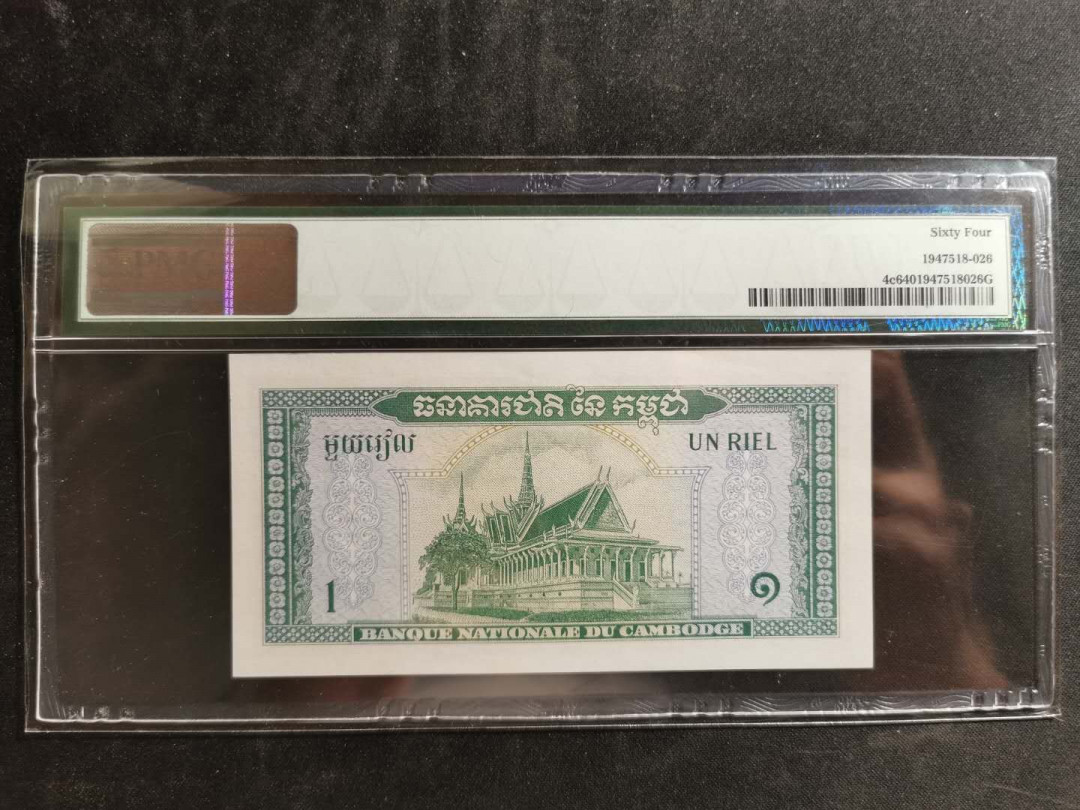 PMG
Sixty Four
1947518-026
4c6401947518026G
ធនាគារជាតិ នៃ កម្ពុជា
មួយរៀល
UN RIEL
1
១
BANQUE NATIONALE DU CAMBODGE